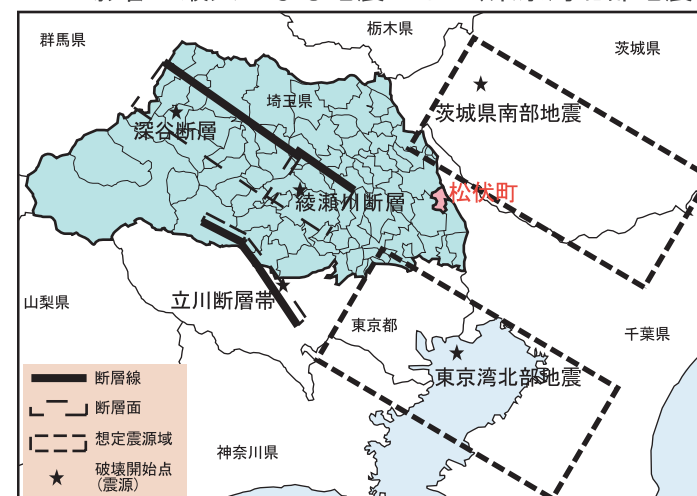 群馬県
栃木県
茨城県
埼玉県
茨城県南部地震
深谷断層
松伏町
綾瀬川断層
立川断層帯
山梨県
東京都
千葉県
東京湾北部地震
神奈川県
断層線
断層面
想定震源域
破壊開始点
(震源)